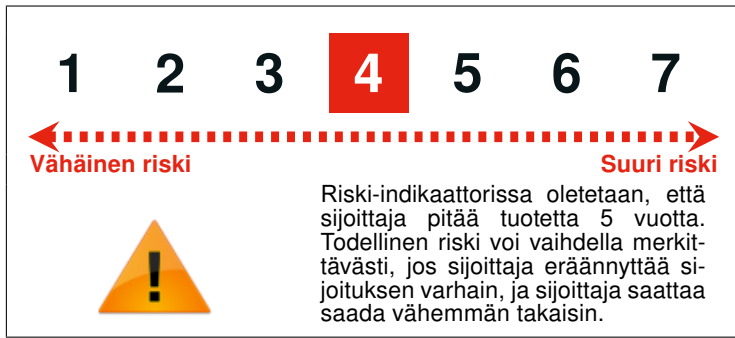 1 2 3 4 5 6 7
Vähäinen riski Suuri riski
Riski-indikaattorissa oletetaan, että
sijoittaja pitää tuotetta 5 vuotta.
Todellinen riski voi vaihdella merkit-
tävästi, jos sijoittaja eräännyttää si-
joituksen varhain, ja sijoittaja saattaa
saada vähemmän takaisin.